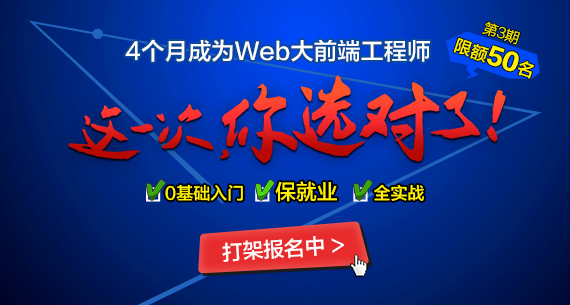 第3期
限额50名
4个月成为Web大前端工程师
这一次,你选对了!
0基础入门 保就业 全实战
打架报名中 >